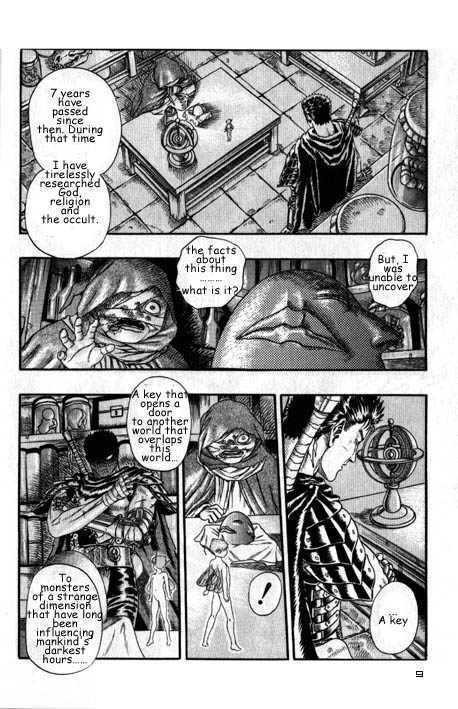 7 years
have
passed
since
then. During
that time
I have
tirelessly
researched
God,
religion
and
the occult.
But, I
was
unable to
uncover
the facts
about
this thing
.........
what is it?
...
A key
A key that
opens a
door
to another
world that
overlaps
this
world...
!
To
monsters
of a strange
dimension
that have long
been
influencing
mankind's
darkest
hours......
9